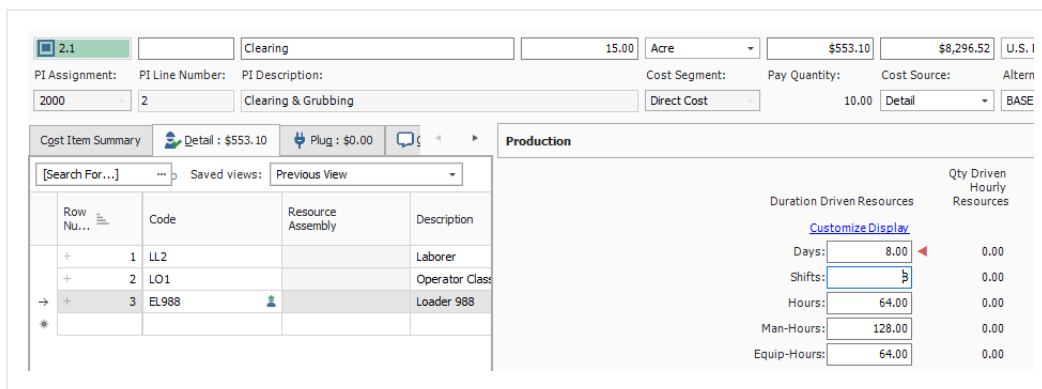 2.1 Clearing 15.00 Acre $553.10 $8,296.52 U.S.
PI Assignment: PI Line Number: PI Description: Cost Segment: Pay Quantity: Cost Source: Altern
2000 2 Clearing & Grubbing Direct Cost 10.00 Detail BASE
Cost Item Summary Detail : $553.10 Plug : $0.00 Production
[Search For...] Saved views: Previous View
Qty Driven
Hourly
Resources
Duration Driven Resources
Row
Nu... Code Resource
Assembly Description
Customize Display
1 LL2 Laborer
2 LO1 Operator Class
3 EL988 Loader 988
Days: 8.00 0.00
Shifts: 0.00
Hours: 64.00 0.00
Man-Hours: 128.00 0.00
Equip-Hours: 64.00 0.00